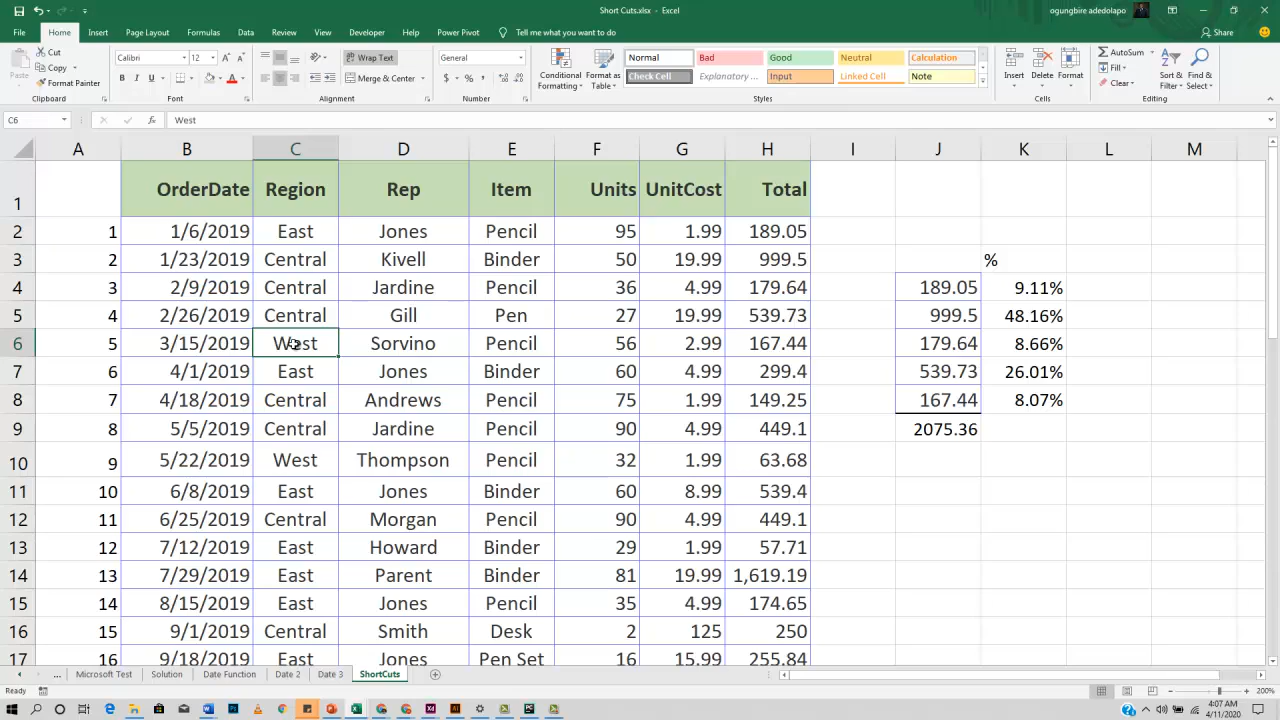 Short Cuts.xlsx - Excel
ogungbire adedolapo
File Home Insert Page Layout Formulas Data Review View Developer Help Power Pivot Tell me what you want to do Share
Cut
Copy
Format Painter
Paste
Clipboard
Calibri 12
B I U
Font
Wrap Text
Merge & Center
Alignment
General
$ % ,
Number
Conditional Formatting
Format as Table
Normal Bad Good Neutral Calculation
Check Cell Explanatory ... Input Linked Cell Note
Styles
Insert Delete Format
Cells
AutoSum
Fill
Clear
Sort & Filter
Find & Select
Editing
C6 fx West
A B C D E F G H I J K L M
1 OrderDate Region Rep Item Units UnitCost Total
2 1 1/6/2019 East Jones Pencil 95 1.99 189.05
3 2 1/23/2019 Central Kivell Binder 50 19.99 999.5 %
4 3 2/9/2019 Central Jardine Pencil 36 4.99 179.64 189.05 9.11%
5 4 2/26/2019 Central Gill Pen 27 19.99 539.73 999.5 48.16%
6 5 3/15/2019 West Sorvino Pencil 56 2.99 167.44 179.64 8.66%
7 6 4/1/2019 East Jones Binder 60 4.99 299.4 539.73 26.01%
8 7 4/18/2019 Central Andrews Pencil 75 1.99 149.25 167.44 8.07%
9 8 5/5/2019 Central Jardine Pencil 90 4.99 449.1 2075.36
10 9 5/22/2019 West Thompson Pencil 32 1.99 63.68
11 10 6/8/2019 East Jones Binder 60 8.99 539.4
12 11 6/25/2019 Central Morgan Pencil 90 4.99 449.1
13 12 7/12/2019 East Howard Binder 29 1.99 57.71
14 13 7/29/2019 East Parent Binder 81 19.99 1,619.19
15 14 8/15/2019 East Jones Pencil 35 4.99 174.65
16 15 9/1/2019 Central Smith Desk 2 125 250
17 16 9/18/2019 East Jones Pen Set 16 15.99 255.84
... Microsoft Test Solution Date Function Date 2 Date 3 ShortCuts
Ready 200%
4:07 AM
4/11/2020